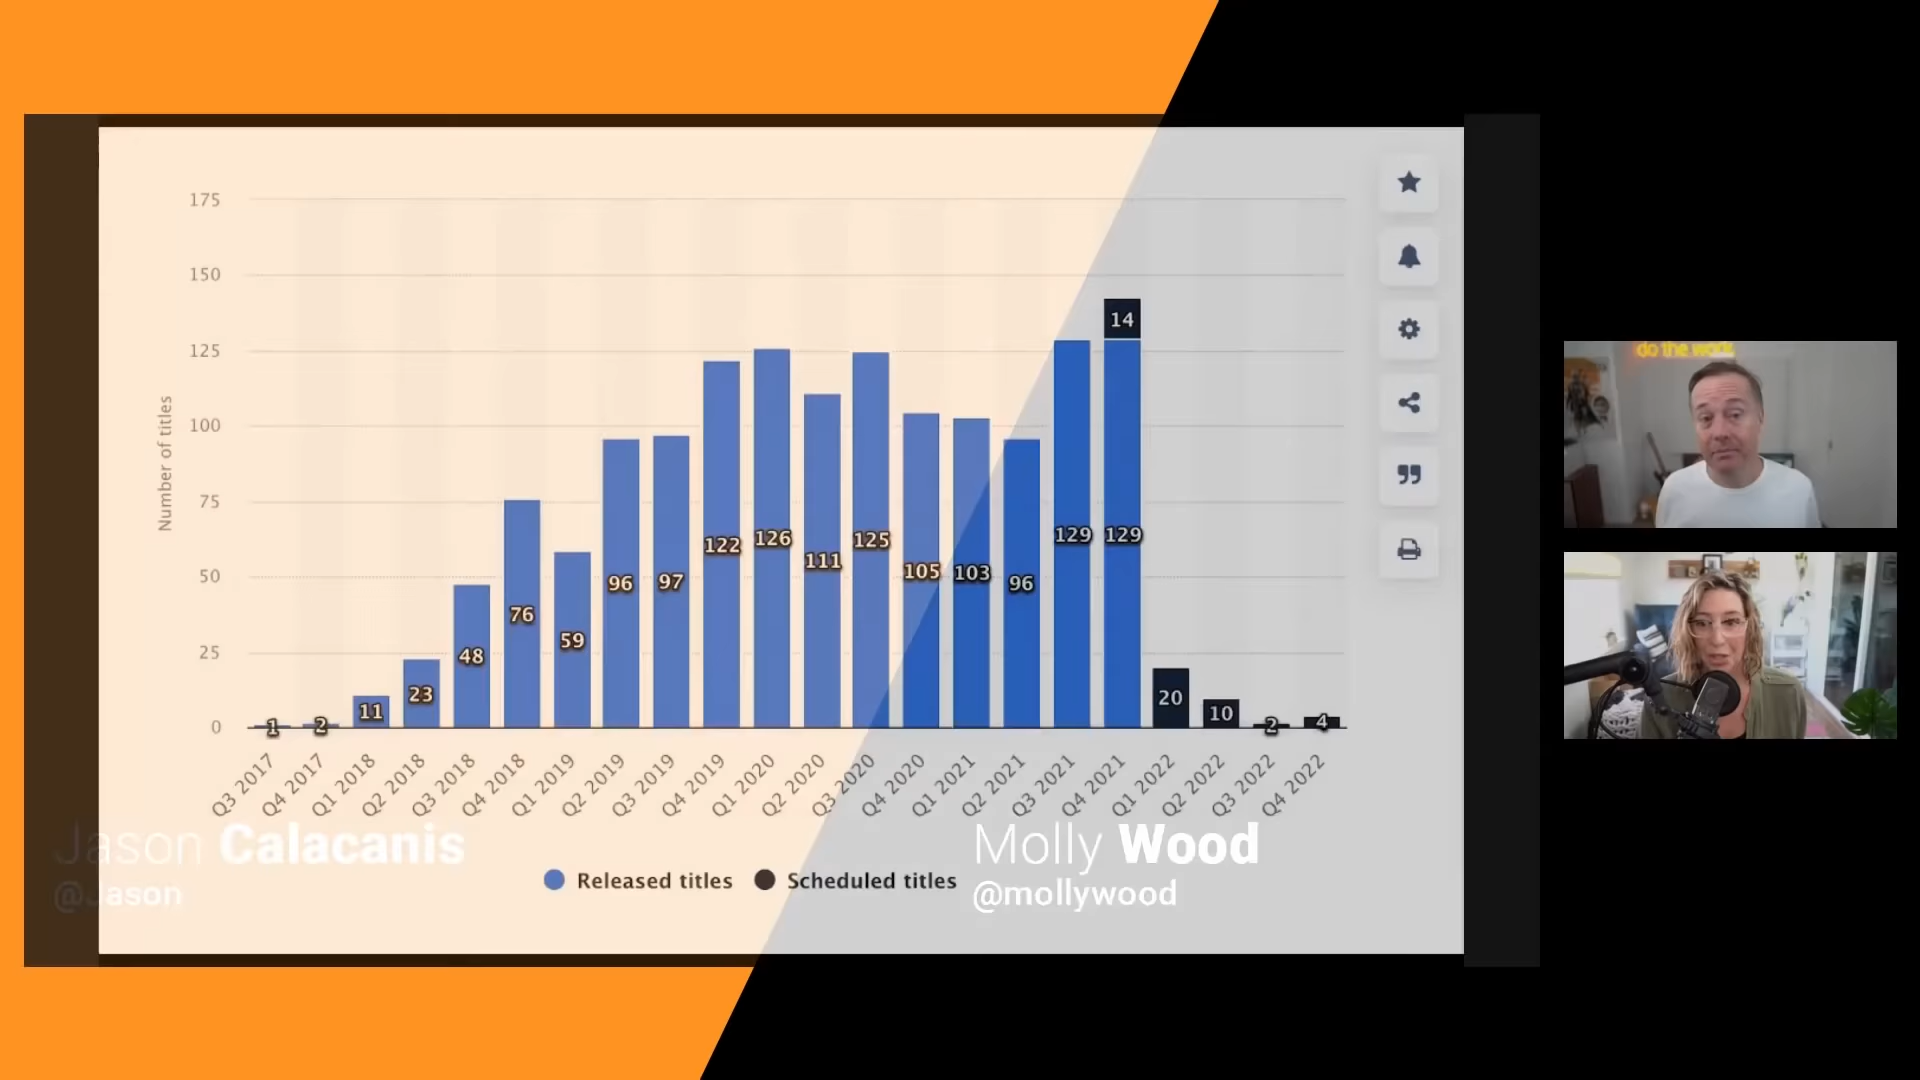 175
150
125
100
75
50
25
0
Number of titles
1
2
11
23
48
76
59
96
97
122
126
111
125
105
103
96
129
129
14
20
10
2
4
Q3 2017
Q4 2017
Q1 2018
Q2 2018
Q3 2018
Q4 2018
Q1 2019
Q2 2019
Q3 2019
Q4 2019
Q1 2020
Q2 2020
Q3 2020
Q4 2020
Q1 2021
Q2 2021
Q3 2021
Q4 2021
Q1 2022
Q2 2022
Q3 2022
Q4 2022
Released titles
Scheduled titles
Jason Calacanis
@Jason
Molly Wood
@mollywood
do the work